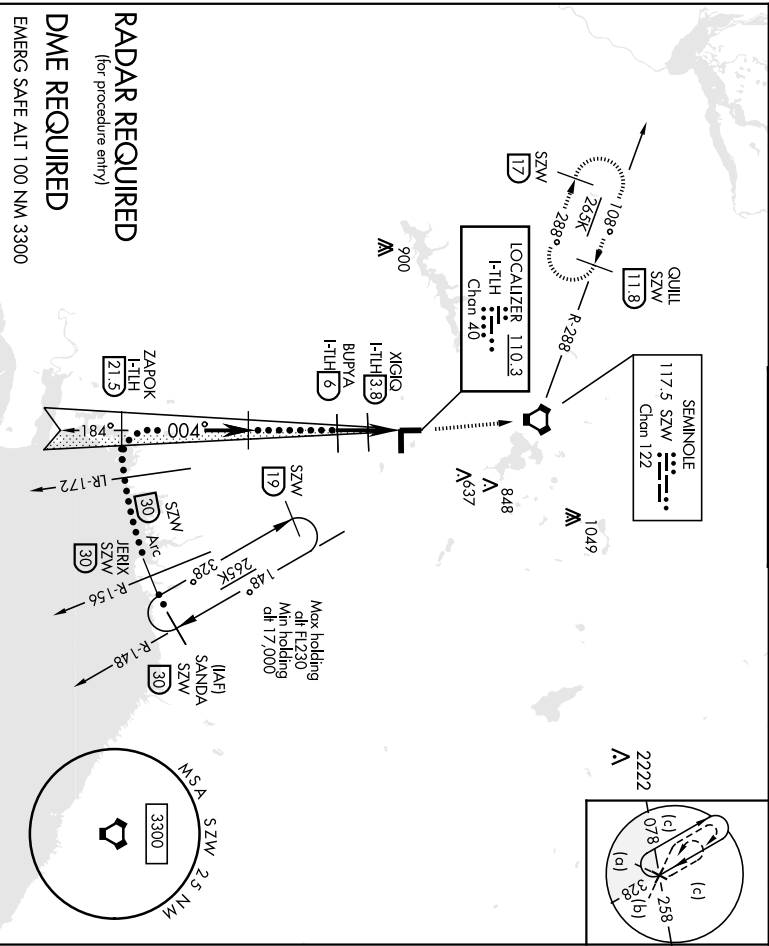 RADAR REQUIRED
(for procedure entry)
DME REQUIRED
EMERG SAFE ALT 100 NM 3300
SZW
17
108°
265K
288°
QUILL
SZW
11.8
R-288
900
LOCALIZER
110.3
I-TLH
Chan 40
SEMINOLE
117.5 SZW
Chan 122
XIGIQ
I-TLH 3.8
BUPYA
I-TLH 6
ZAPOK
I-TLH
21.5
184°
004°
LR-172
SZW
30
Arc
JERIX
SZW
30
R-156
R-148
SZW
19
328°
265K
148°
Max holding
alt FL230
Min holding
alt 17,000
(IAF)
SANDA
SZW
30
637
848
1049
2222
(c)
078
(a)
328
(b)
258
(c)
MSA SZW 25 NM
3300